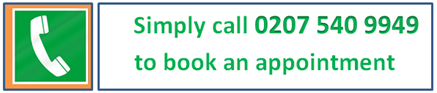 Simply call 0207 540 9949
to book an appointment